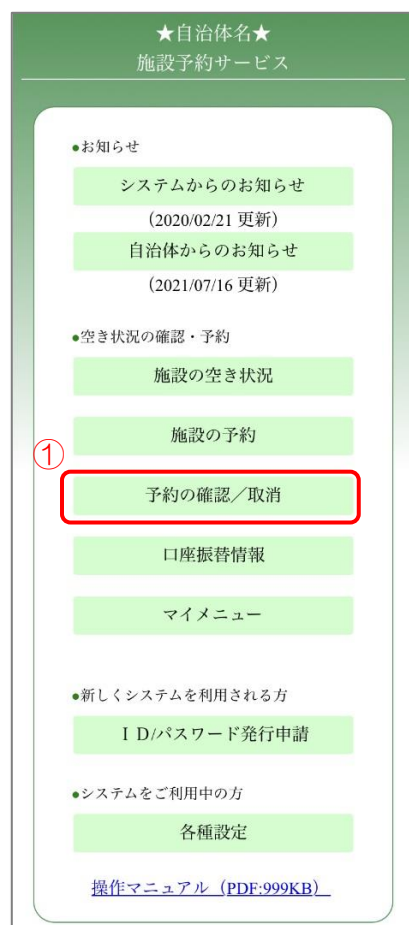 ★自治体名★
施設予約サービス
●お知らせ
システムからのお知らせ
(2020/02/21 更新)
自治体からのお知らせ
(2021/07/16 更新)
●空き状況の確認・予約
施設の空き状況
施設の予約
①
予約の確認／取消
口座振替情報
マイメニュー
●新しくシステムを利用される方
ＩＤ/パスワード発行申請
●システムをご利用中の方
各種設定
操作マニュアル（PDF:999KB）